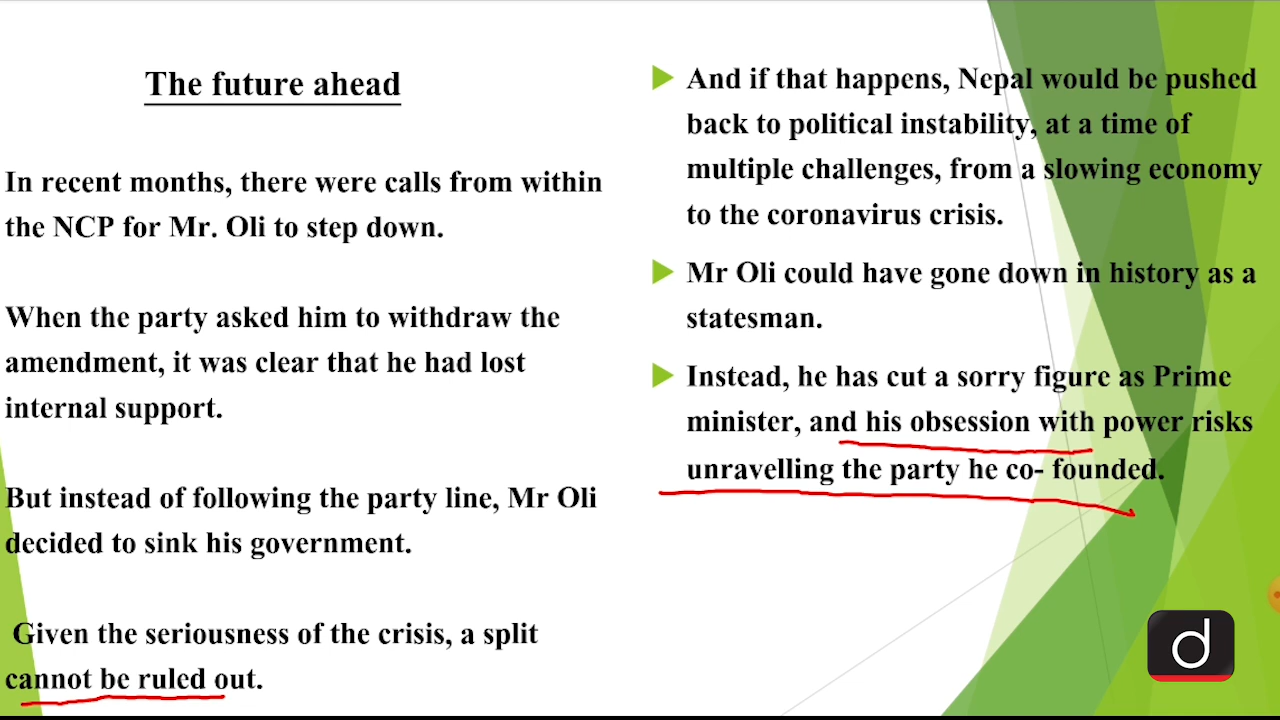 The future ahead
In recent months, there were calls from within
the NCP for Mr. Oli to step down.
When the party asked him to withdraw the
amendment, it was clear that he had lost
internal support.
But instead of following the party line, Mr Oli
decided to sink his government.
Given the seriousness of the crisis, a split
cannot be ruled out.
And if that happens, Nepal would be pushed
back to political instability, at a time of
multiple challenges, from a slowing economy
to the coronavirus crisis.
Mr Oli could have gone down in history as a
statesman.
Instead, he has cut a sorry figure as Prime
minister, and his obsession with power risks
unravelling the party he co- founded.
d